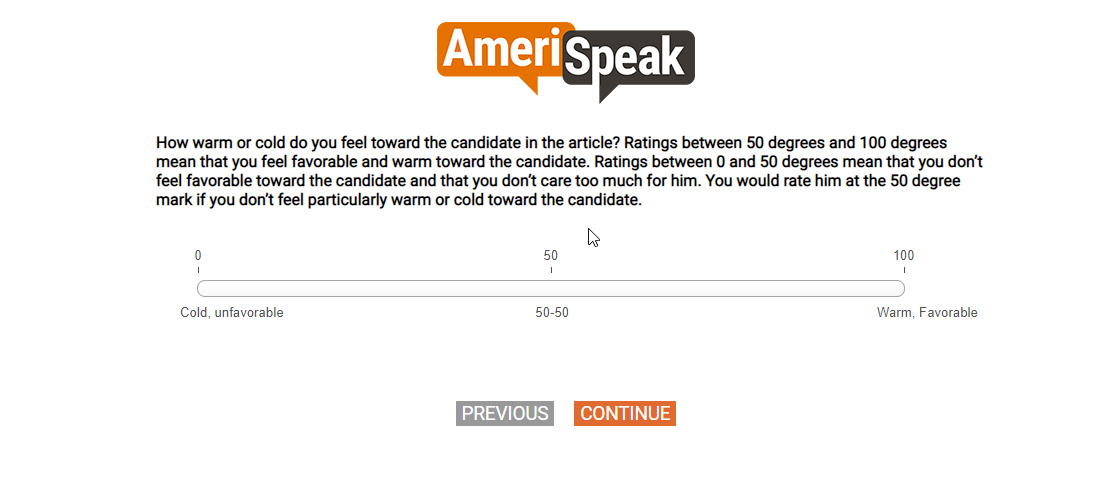 AmeriSpeak
How warm or cold do you feel toward the candidate in the article? Ratings between 50 degrees and 100 degrees
mean that you feel favorable and warm toward the candidate. Ratings between 0 and 50 degrees mean that you don’t
feel favorable toward the candidate and that you don’t care too much for him. You would rate him at the 50 degree
mark if you don’t feel particularly warm or cold toward the candidate.
0 50 100
Cold, unfavorable 50-50 Warm, Favorable
PREVIOUS CONTINUE